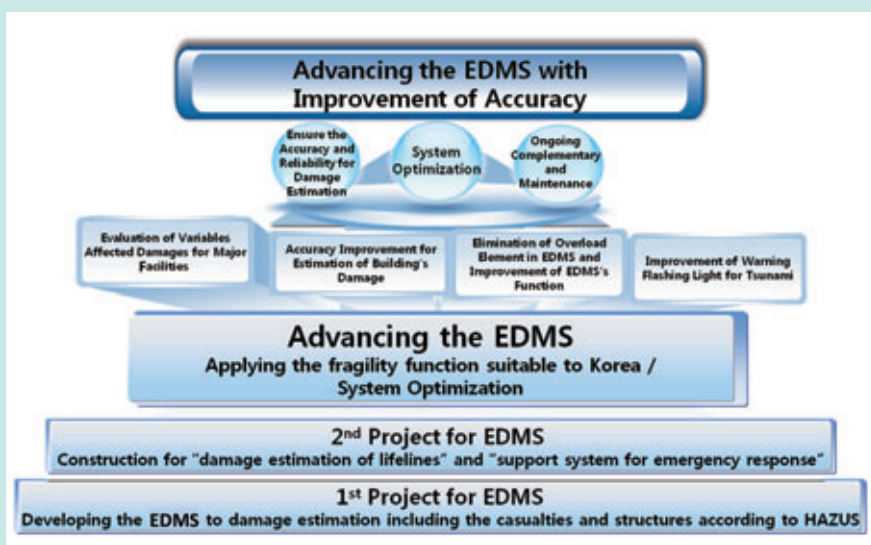 Advancing the EDMS with
Improvement of Accuracy
Ensure the
Accuracy and
Reliability for
Damage
Estimation
System
Optimization
Ongoing
Complementary
and
Maintenance
Evaluation of Variables
Affected Damages for Major
Facilities
Accuracy Improvement for
Estimation of Building's
Damage
Elimination of Overload
Element in EDMS and
Improvement of EDMS's
Function
Improvement of Warning
Flashing Light for Tsunami
Advancing the EDMS
Applying the fragility function suitable to Korea /
System Optimization
2nd Project for EDMS
Construction for "damage estimation of lifelines" and "support system for emergency response"
1st Project for EDMS
Developing the EDMS to damage estimation including the casualties and structures according to HAZUS